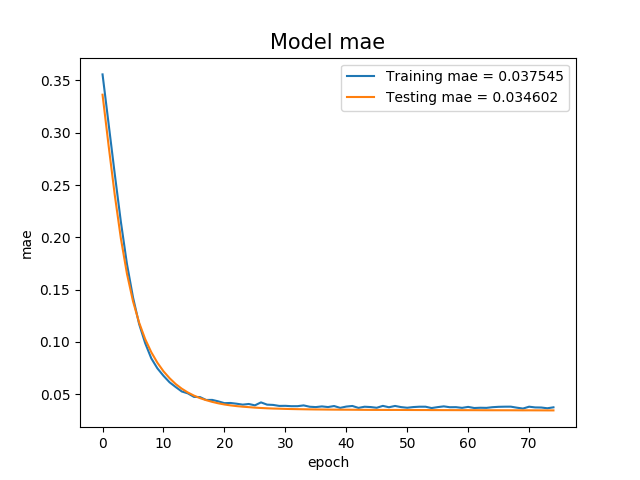 Model mae
Training mae = 0.037545
Testing mae = 0.034602
0.35
0.30
0.25
0.20
0.15
0.10
0.05
mae
0 10 20 30 40 50 60 70
epoch